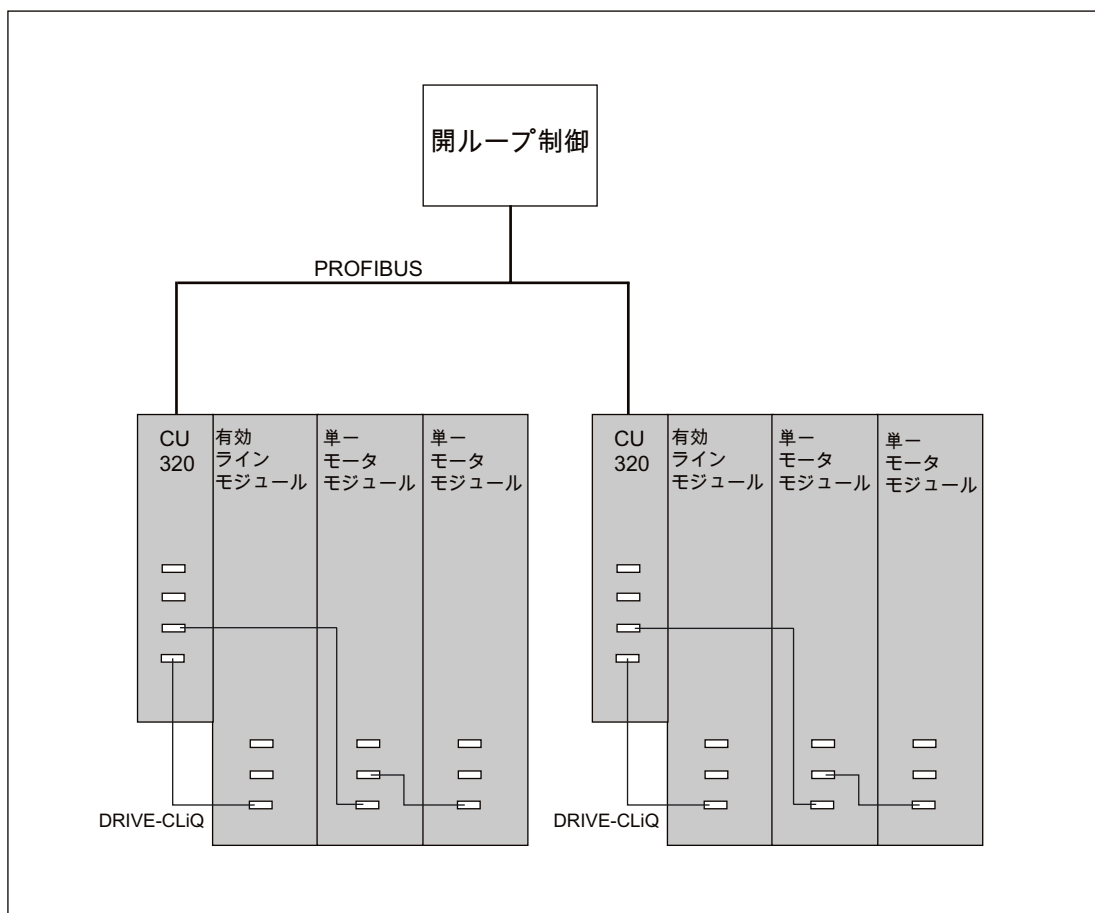 開ループ制御
PROFIBUS
CU
320
有効
ライン
モジュール
単一
モータ
モジュール
単一
モータ
モジュール
DRIVE-CLiQ
CU
320
有効
ライン
モジュール
単一
モータ
モジュール
単一
モータ
モジュール
DRIVE-CLiQ